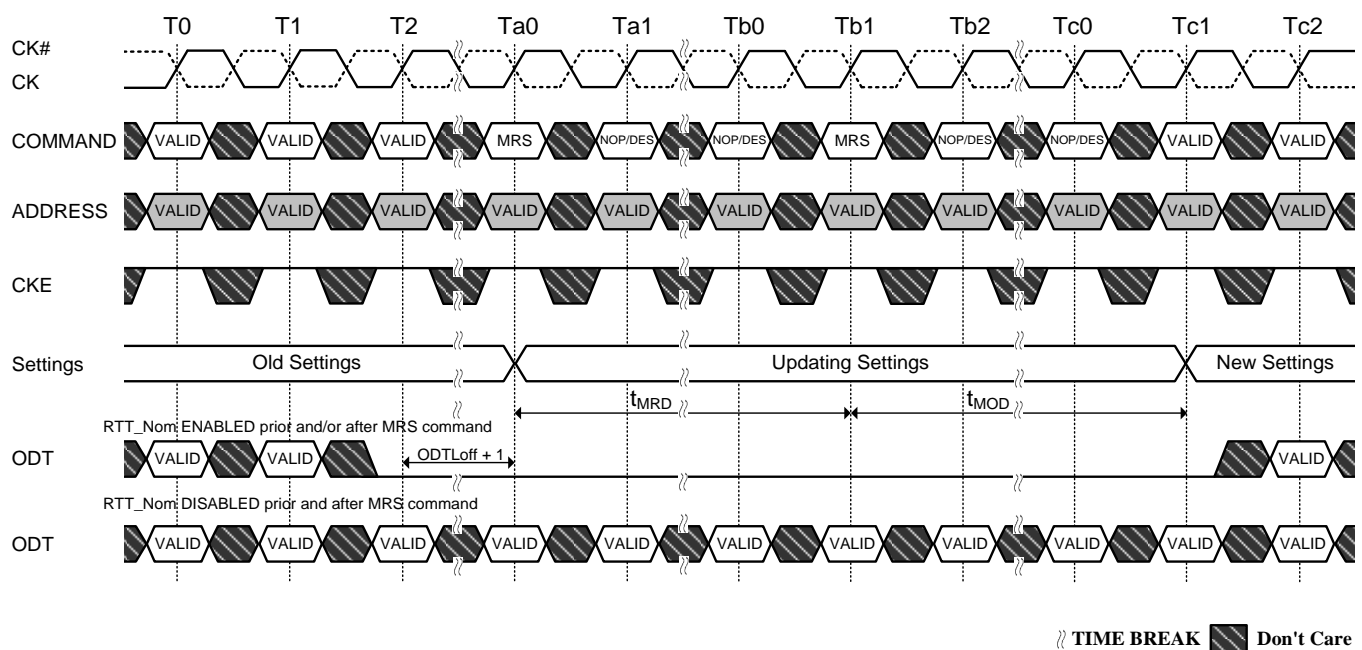 T0 T1 T2 Ta0 Ta1 Tb0 Tb1 Tb2 Tc0 Tc1 Tc2
CK#
CK
COMMAND VALID VALID VALID MRS NOP/DES NOP/DES MRS NOP/DES NOP/DES VALID VALID
ADDRESS VALID VALID VALID VALID VALID VALID VALID VALID VALID VALID VALID
CKE
Settings Old Settings Updating Settings New Settings
tMRD tMOD
RTT_Nom ENABLED prior and/or after MRS command
ODT VALID VALID ODTLoff + 1 VALID
RTT_Nom DISABLED prior and after MRS command
ODT VALID VALID VALID VALID VALID VALID VALID VALID VALID VALID VALID
TIME BREAK Don't Care